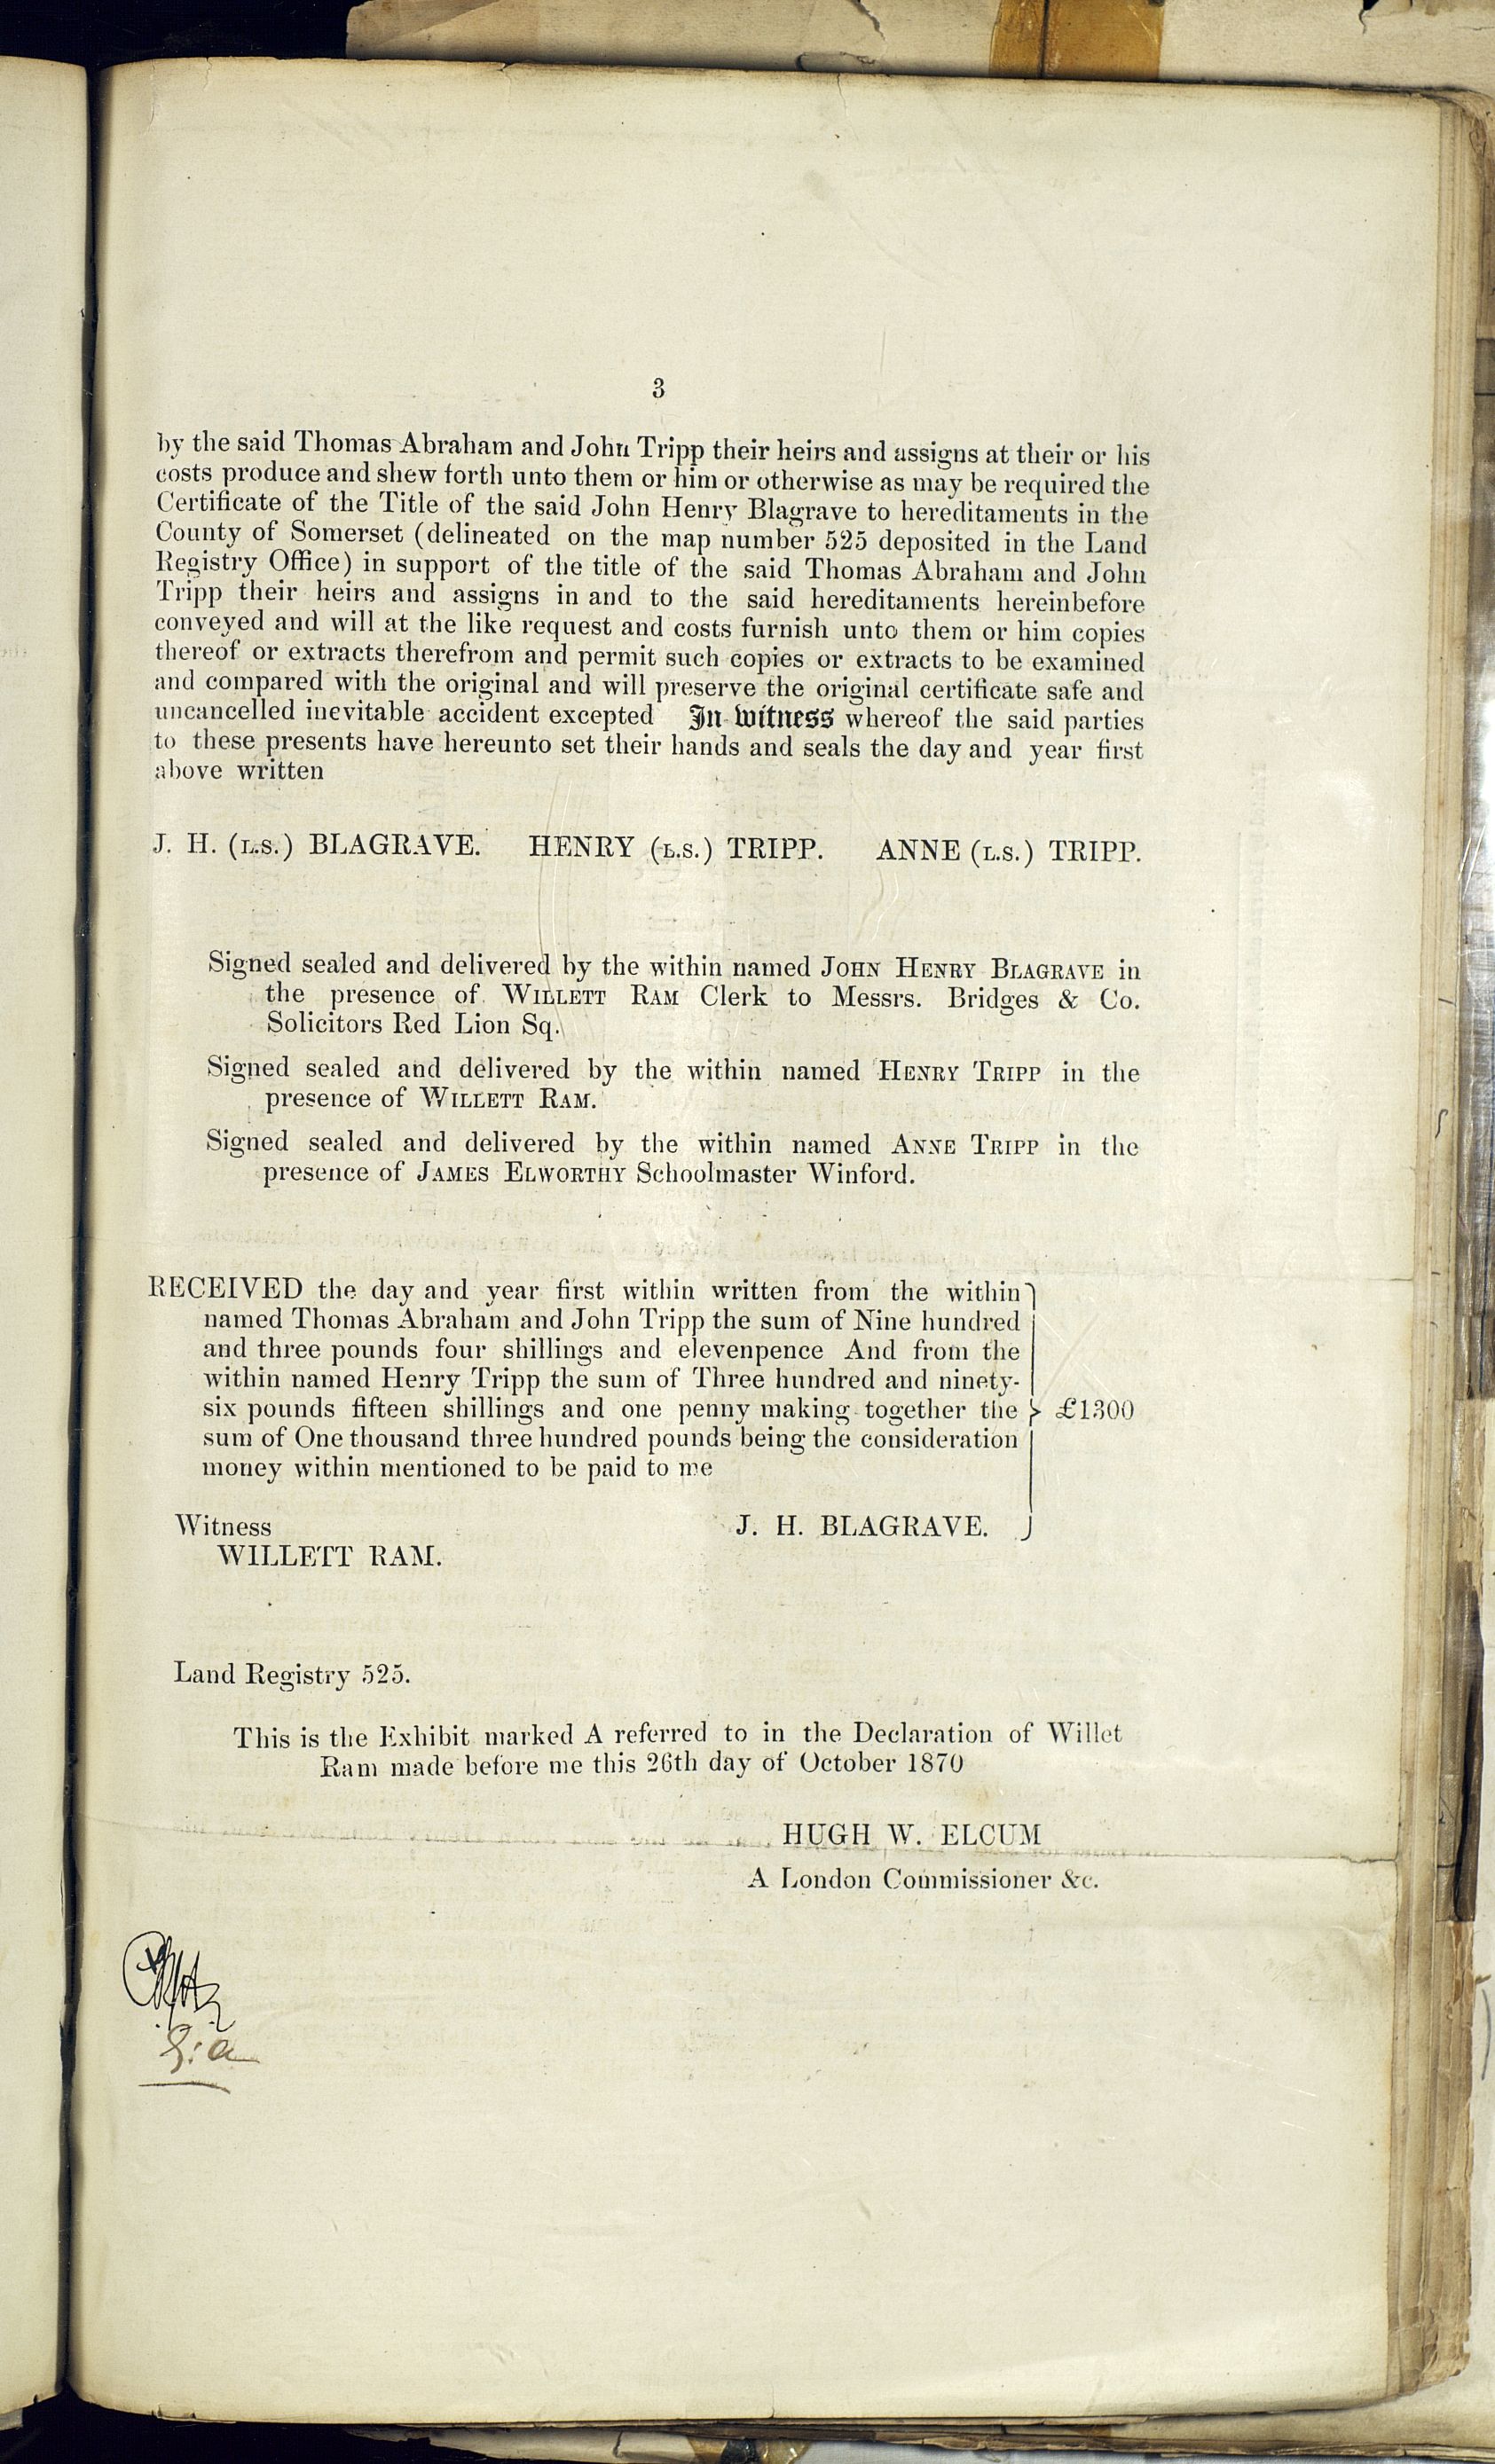 3
by the said Thomas Abraham and John Tripp their heirs and assigns at their or his
costs produce and shew forth unto them or him or otherwise as may be required the
Certificate of the Title of the said John Henry Blagrave to hereditaments in the
County of Somerset (delineated on the map number 525 deposited in the Land
Registry Office) in support of the title of the said Thomas Abraham and John
Tripp their heirs and assigns in and to the said hereditaments hereinbefore
conveyed and will at the like request and costs furnish unto them or him copies
thereof or extracts therefrom and permit such copies or extracts to be examined
and compared with the original and will preserve the original certificate safe and
uncancelled inevitable accident excepted In witness whereof the said parties
to these presents have hereunto set their hands and seals the day and year first
above written
J. H. (L.S.) BLAGRAVE. HENRY (L.S.) TRIPP. ANNE (L.S.) TRIPP.
Signed sealed and delivered by the within named JOHN HENRY BLAGRAVE in
the presence of WILLETT RAM Clerk to Messrs. Bridges & Co.
Solicitors Red Lion Sq.
Signed sealed and delivered by the within named HENRY TRIPP in the
presence of WILLETT RAM.
Signed sealed and delivered by the within named ANNE TRIPP in the
presence of JAMES ELWORTHY Schoolmaster Winford.
RECEIVED the day and year first within written from the within
named Thomas Abraham and John Tripp the sum of Nine hundred
and three pounds four shillings and elevenpence And from the
within named Henry Tripp the sum of Three hundred and ninety-
six pounds fifteen shillings and one penny making together the £1300
sum of One thousand three hundred pounds being the consideration
money within mentioned to be paid to me
Witness J. H. BLAGRAVE.
WILLETT RAM.
Land Registry 525.
This is the Exhibit marked A referred to in the Declaration of Willet
Ram made before me this 26th day of October 1870
HUGH W. ELCUM
A London Commissioner &c.